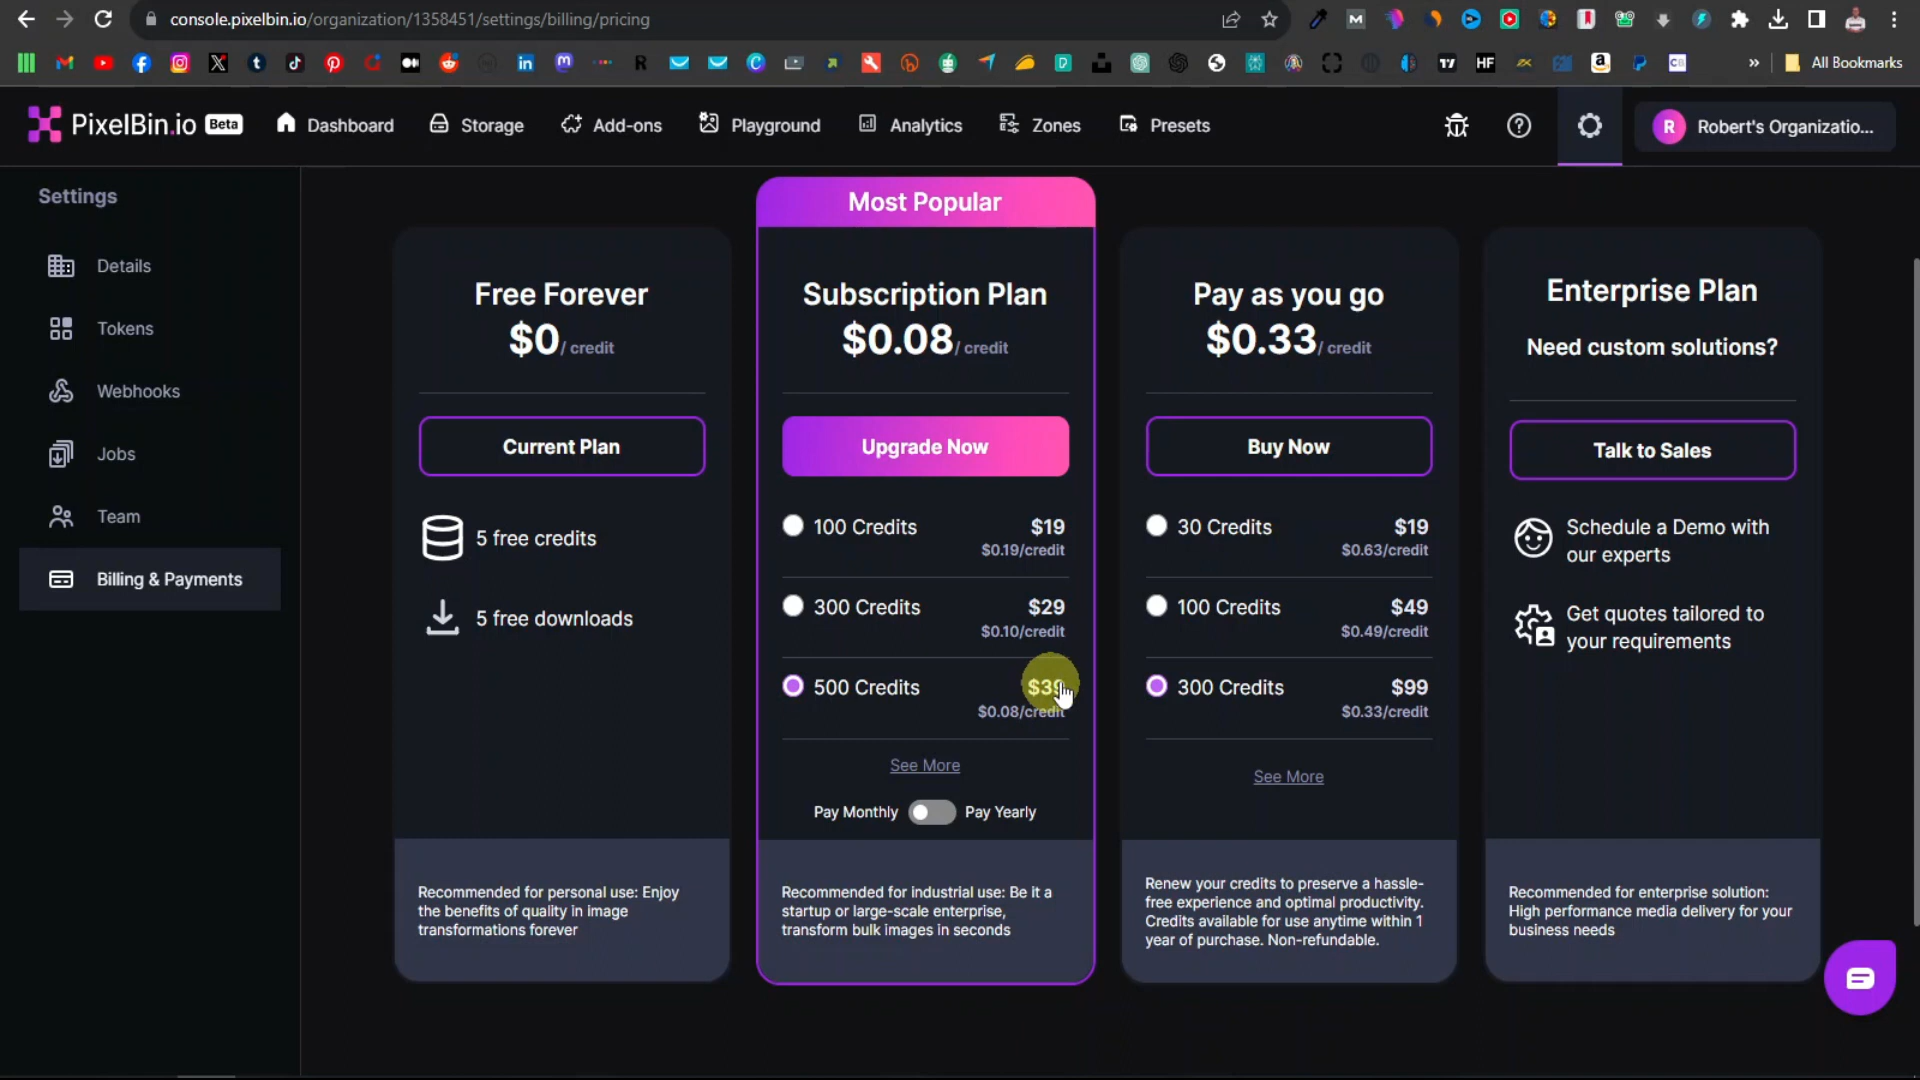 console.pixelbin.io/organization/1358451/settings/billing/pricing
All Bookmarks
PixelBin.io Beta
Dashboard
Storage
Add-ons
Playground
Analytics
Zones
Presets
R Robert's Organizatio...
Settings
Details
Tokens
Webhooks
Jobs
Team
Billing & Payments
Free Forever
$0/ credit
Current Plan
5 free credits
5 free downloads
Recommended for personal use: Enjoy
the benefits of quality in image
transformations forever
Most Popular
Subscription Plan
$0.08/ credit
Upgrade Now
100 Credits $19
$0.19/credit
300 Credits $29
$0.10/credit
500 Credits $39
$0.08/credit
See More
Pay Monthly Pay Yearly
Recommended for industrial use: Be it a
startup or large-scale enterprise,
transform bulk images in seconds
Pay as you go
$0.33/ credit
Buy Now
30 Credits $19
$0.63/credit
100 Credits $49
$0.49/credit
300 Credits $99
$0.33/credit
See More
Renew your credits to preserve a hassle-
free experience and optimal productivity.
Credits available for use anytime within 1
year of purchase. Non-refundable.
Enterprise Plan
Need custom solutions?
Talk to Sales
Schedule a Demo with
our experts
Get quotes tailored to
your requirements
Recommended for enterprise solution:
High performance media delivery for your
business needs